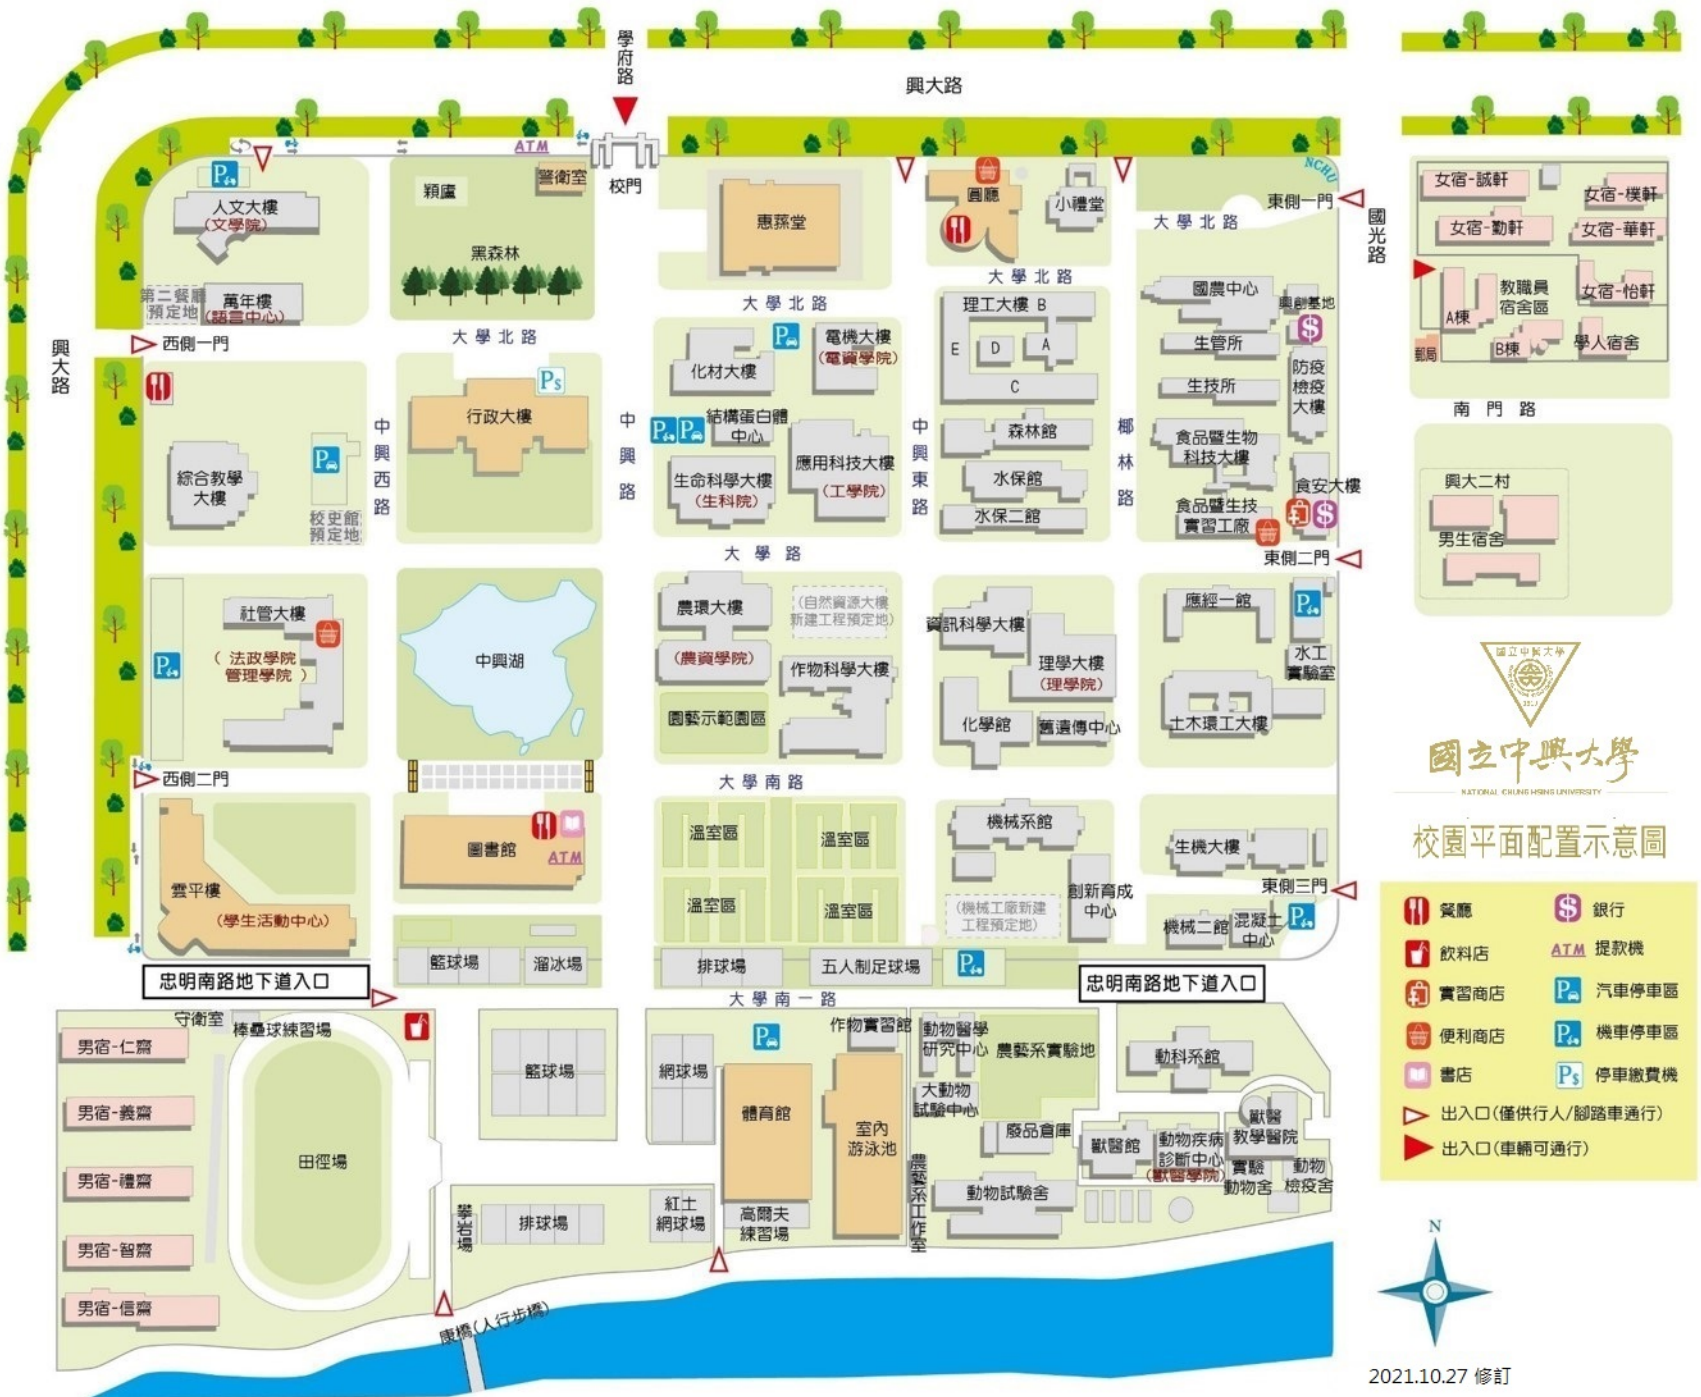 學府路
興大路
ATM
校門
警衛室
穎廬
黑森林
人文大樓
(文學院)
第二餐廳
預定地
萬年樓
(語言中心)
惠蓀堂
圓廳
小禮堂
大學北路
NCHU
東側一門
國光路
女宿-誠軒
女宿-樸軒
女宿-勤軒
女宿-華軒
女宿-怡軒
教職員
宿舍區
A棟
B棟
學人宿舍
郵局
南門路
興大路
西側一門
大學北路
大學北路
大學北路
化材大樓
電機大樓
(電資學院)
理工大樓 B
A
D
E
C
國農中心
興創基地
生管所
生技所
防疫
檢疫
大樓
中興西路
行政大樓
中興路
結構蛋白體
中心
生命科學大樓
(生科院)
應用科技大樓
(工學院)
中興東路
森林館
水保館
水保二館
椰林路
食品暨生物
科技大樓
食品暨生技
實習工廠
食安大樓
綜合教學
大樓
校史館
預定地
大學路
東側二門
興大二村
男生宿舍
社管大樓
(法政學院
管理學院)
中興湖
農環大樓
(農資學院)
(自然資源大樓
新建工程預定地)
作物科學大樓
園藝示範園區
資訊科學大樓
理學大樓
(理學院)
化學館
舊遺傳中心
應經一館
水工
實驗室
土木環工大樓
國立中興大學
國立中興大學
NATIONAL CHUNG HSING UNIVERSITY
校園平面配置示意圖
西側二門
大學南路
雲平樓
(學生活動中心)
圖書館
ATM
溫室區
溫室區
溫室區
溫室區
機械系館
(機械工廠新建
工程預定地)
創新育成
中心
生機大樓
東側三門
機械二館
混凝土
中心
籃球場
溜冰場
排球場
五人制足球場
忠明南路地下道入口
大學南一路
忠明南路地下道入口
守衛室
棒壘球練習場
男宿-仁齋
男宿-義齋
男宿-禮齋
男宿-智齋
男宿-信齋
田徑場
籃球場
網球場
體育館
作物實習館
室內
游泳池
動物醫學
研究中心
農藝系實驗地
大動物
試驗中心
廢品倉庫
動科系館
獸醫館
動物疾病
診斷中心
(獸醫學院)
獸醫
教學醫院
實驗
動物舍
動物
檢疫舍
動物試驗舍
農藝系工作室
攀岩場
排球場
紅土
網球場
高爾夫
練習場
康橋(人行步橋)
餐廳
飲料店
實習商店
便利商店
書店
銀行
ATM 提款機
汽車停車區
機車停車區
Ps 停車繳費機
出入口(僅供行人/腳踏車通行)
出入口(車輛可通行)
N
2021.10.27 修訂